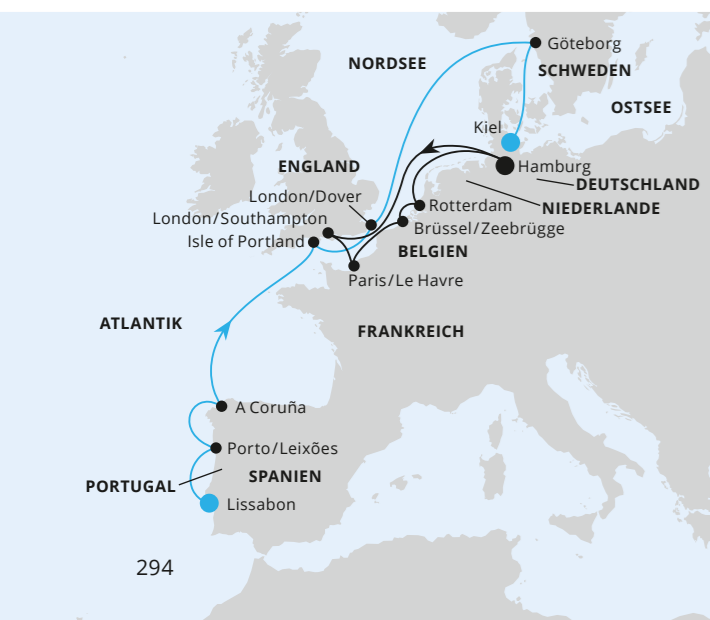 Göteborg
NORDSEE
SCHWEDEN
OSTSEE
Kiel
ENGLAND
Hamburg
DEUTSCHLAND
London/Dover
Rotterdam
NIEDERLANDE
London/Southampton
Brüssel/Zeebrügge
Isle of Portland
BELGIEN
Paris/Le Havre
ATLANTIK
FRANKREICH
A Coruña
Porto/Leixões
SPANIEN
PORTUGAL
Lissabon
294